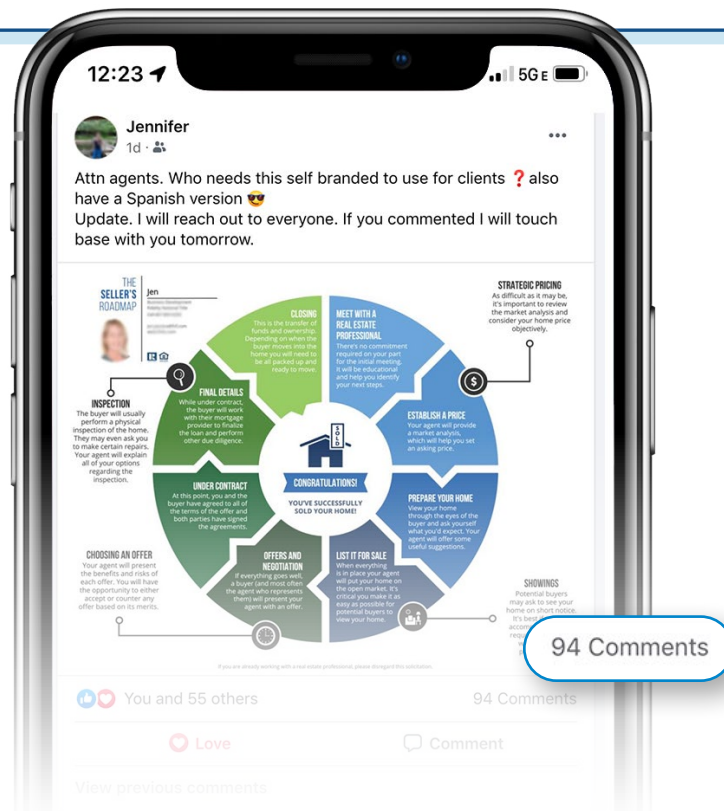 12:23
5G E
Jennifer
1d ·
Attn agents. Who needs this self branded to use for clients ❓also
have a Spanish version 😎
Update. I will reach out to everyone. If you commented I will touch
base with you tomorrow.
THE
SELLER'S
ROADMAP
Jen
STRATEGIC PRICING
As difficult as it may be,
it's important to review
the market analysis and
consider your home price
objectively.
CLOSING
This is the transfer of
funds and ownership.
Depending on when the
buyer moves into the
home you will need to
be all packed up and
ready to move.
MEET WITH A
REAL ESTATE
PROFESSIONAL
There's no commitment
required on your part
for the initial meeting.
It will be educational
and help you identify
your next steps.
INSPECTION
The buyer will usually
perform a physical
inspection of the home.
They may even ask you
to make certain repairs.
Your agent will explain
all of your options
regarding the
inspection.
FINAL DETAILS
While under contract,
the buyer will work
with their mortgage
provider to finalize
the loan and perform
other due diligence.
$
ESTABLISH A PRICE
Your agent will provide
a market analysis,
which will help you set
an asking price.
SOLD
CONGRATULATIONS!
YOU'VE SUCCESSFULLY
SOLD YOUR HOME!
UNDER CONTRACT
At this point, you and the
buyer have agreed to all of
the terms of the offer and
both parties have signed
the agreements.
PREPARE YOUR HOME
View your home
through the eyes of the
buyer and ask yourself
what you'd expect. Your
agent will offer some
useful suggestions.
CHOOSING AN OFFER
Your agent will present
the benefits and risks of
each offer. You will have
the opportunity to either
accept or counter any
offer based on its merits.
OFFERS AND
NEGOTIATION
If everything goes well,
a buyer (and most often
the agent who represents
them) will present your
agent with an offer.
LIST IT FOR SALE
When everything
is in place your agent
will put your home on
the open market. It's
critical you make it as
easy as possible for
potential buyers to
view your home.
SHOWINGS
Potential buyers
may ask to see your
home on short notice.
It's best
If you are already working with a real estate professional, please disregard this solicitation.
94 Comments
You and 55 others
94 Comments
Love
Comment
View previous comments